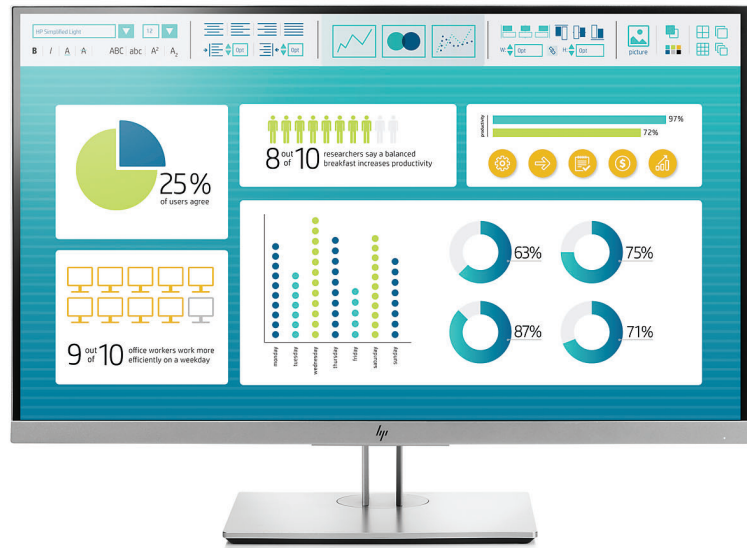 HP Simplified Light
12
B I A A ABC abc A² A₂
0pt 0pt
W: 0pt H: 0pt
picture
25%
of users agree
8 out of 10 researchers say a balanced
breakfast increases productivity
productivity
97%
72%
9 out of 10 office workers work more
efficiently on a weekday
monday
tuesday
wednesday
thursday
friday
saturday
sunday
63%
75%
87%
71%
hp